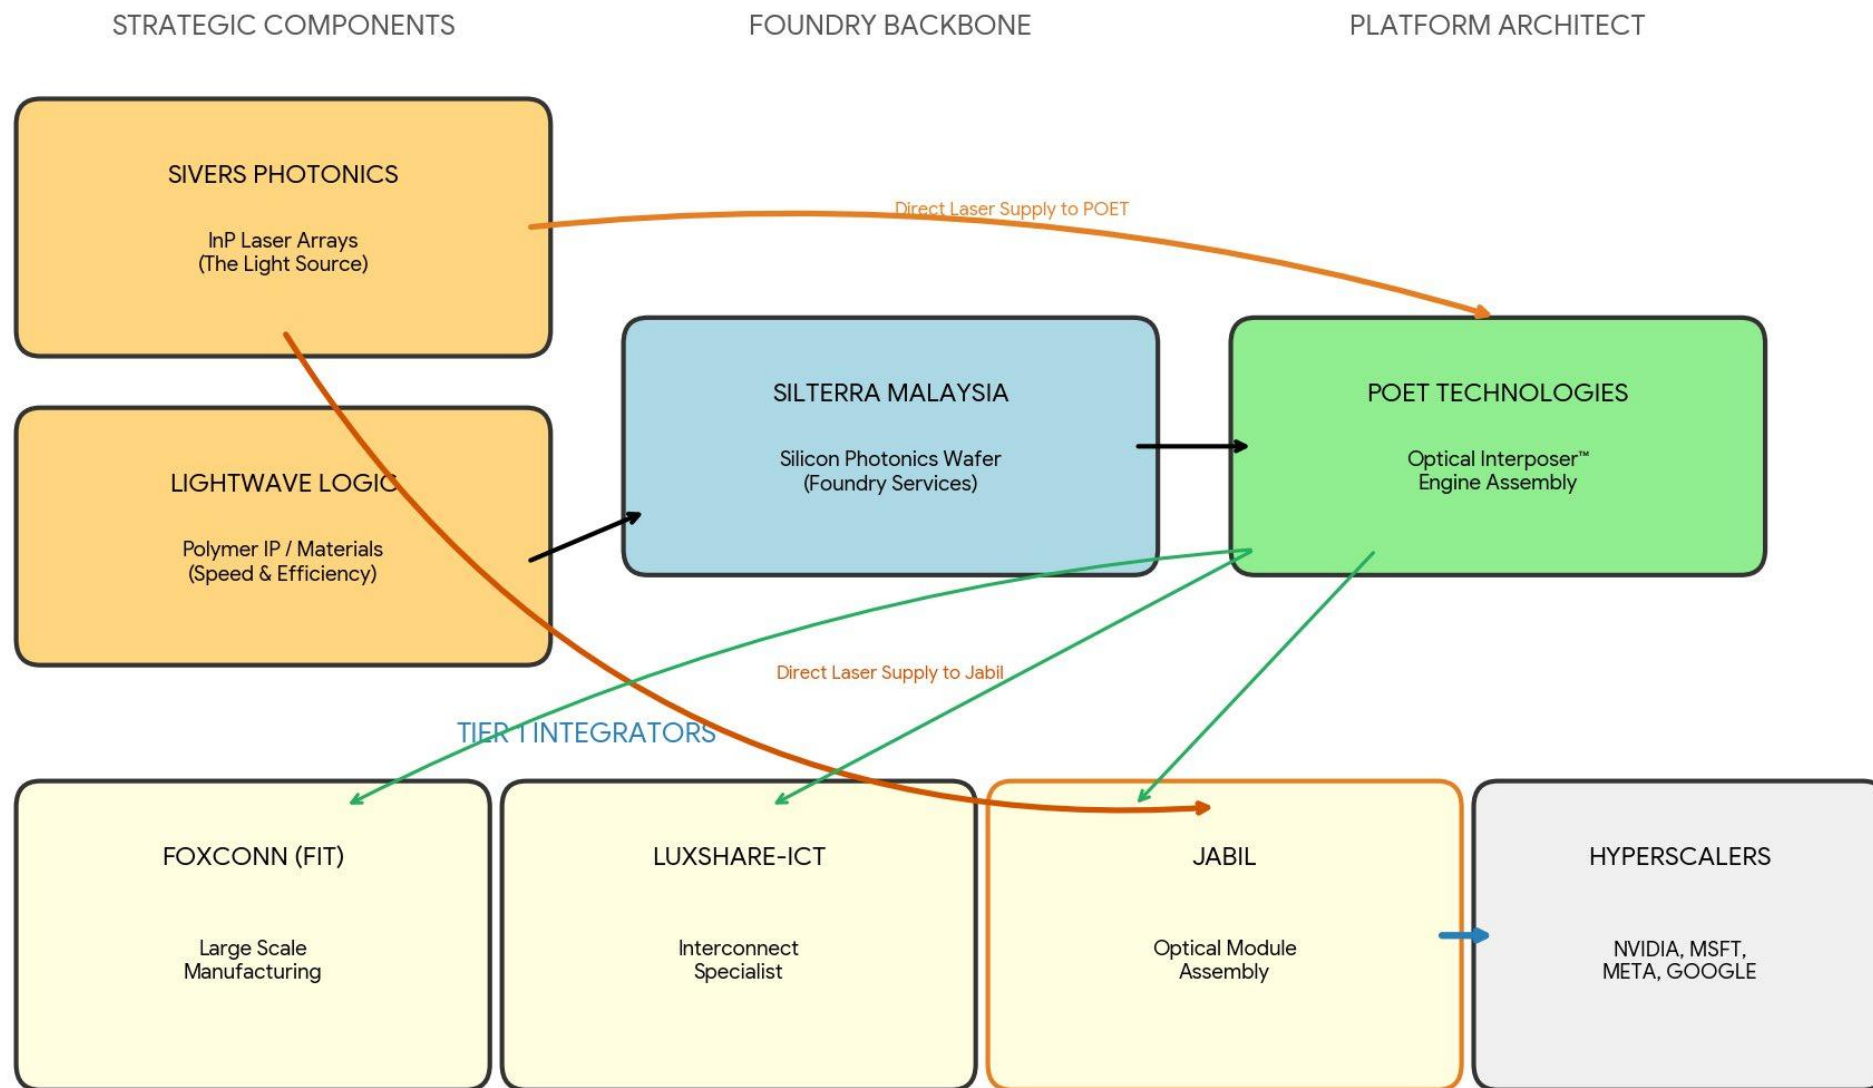 STRATEGIC COMPONENTS
FOUNDRY BACKBONE
PLATFORM ARCHITECT
SIVERS PHOTONICS
InP Laser Arrays
(The Light Source)
Direct Laser Supply to POET
LIGHTWAVE LOGIC
Polymer IP / Materials
(Speed & Efficiency)
SILTERRA MALAYSIA
Silicon Photonics Wafer
(Foundry Services)
POET TECHNOLOGIES
Optical Interposer™
Engine Assembly
Direct Laser Supply to Jabil
TIER 1 INTEGRATORS
FOXCONN (FIT)
Large Scale
Manufacturing
LUXSHARE-ICT
Interconnect
Specialist
JABIL
Optical Module
Assembly
HYPERSCALERS
NVIDIA, MSFT,
META, GOOGLE